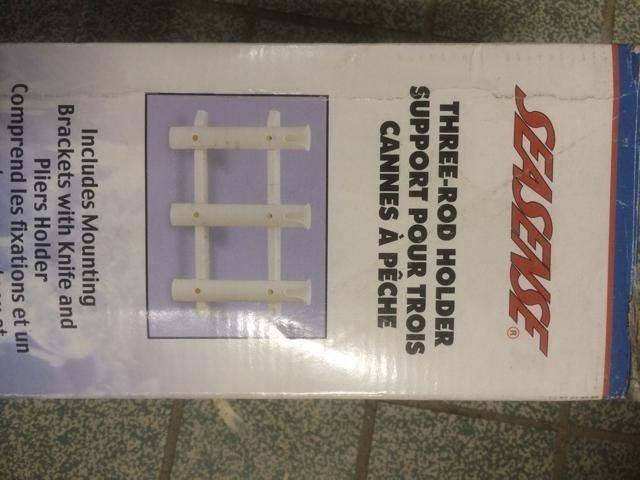 SEASENSE®
THREE-ROD HOLDER
SUPPORT POUR TROIS
CANNES À PÊCHE
Includes Mounting
Brackets with Knife and
Pliers Holder
Comprend les fixations et un